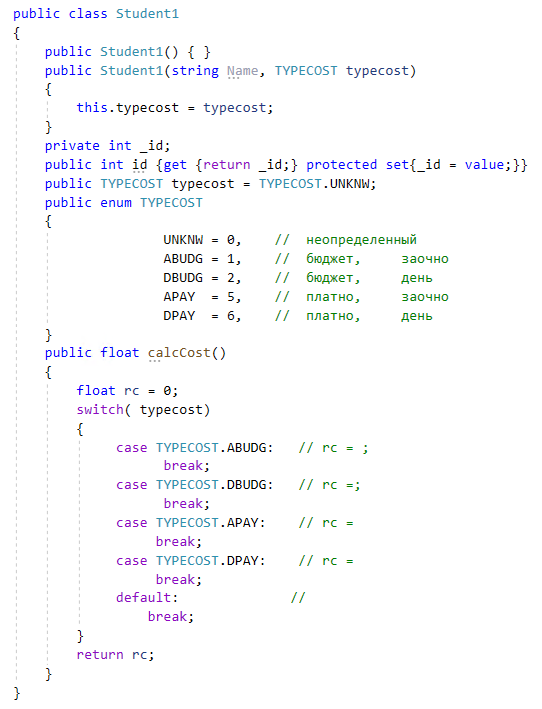 public class Student1
{
    public Student1() { }
    public Student1(string Name, TYPECOST typecost)
    {
        this.typecost = typecost;
    }
    private int _id;
    public int id {get {return _id;} protected set{_id = value;}}
    public TYPECOST typecost = TYPECOST.UNKNW;
    public enum TYPECOST
    {
                   UNKNW = 0,    //  неопределенный
                   ABUDG = 1,    //  бюджет,     заочно
                   DBUDG = 2,    //  бюджет,     день
                   APAY  = 5,    //  платно,     заочно
                   DPAY  = 6,    //  платно,     день
    }
    public float calcCost()
    {
        float rc = 0;
        switch( typecost)
        {
             case TYPECOST.ABUDG:   // rc = ;
                   break;
             case TYPECOST.DBUDG:   // rc =;
                   break;
             case TYPECOST.APAY:    // rc =
                  break;
             case TYPECOST.DPAY:    // rc =
                  break;
             default:              //
                 break;
        }
        return rc;
    }
}